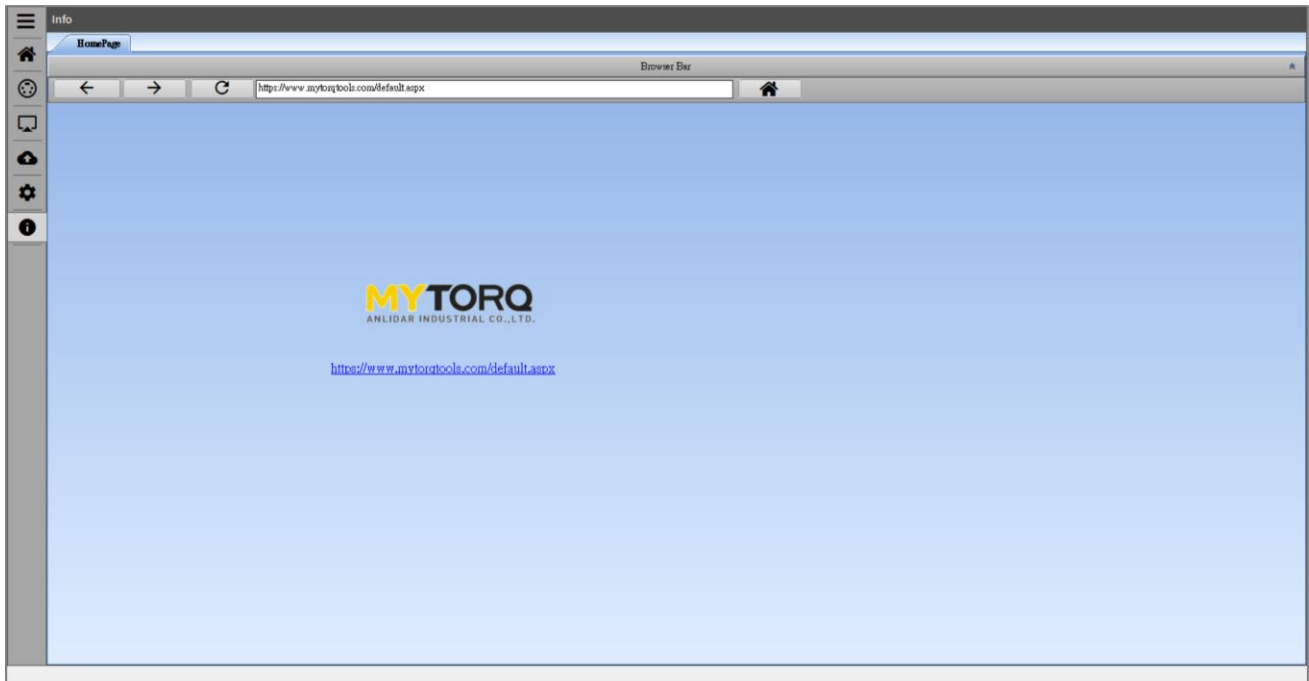 Info
HomePage
Browser Bar
https://www.mytorqtools.com/default.aspx
MYTORQ
ANLIDAR INDUSTRIAL CO.,LTD.
https://www.mytorqtools.com/default.aspx